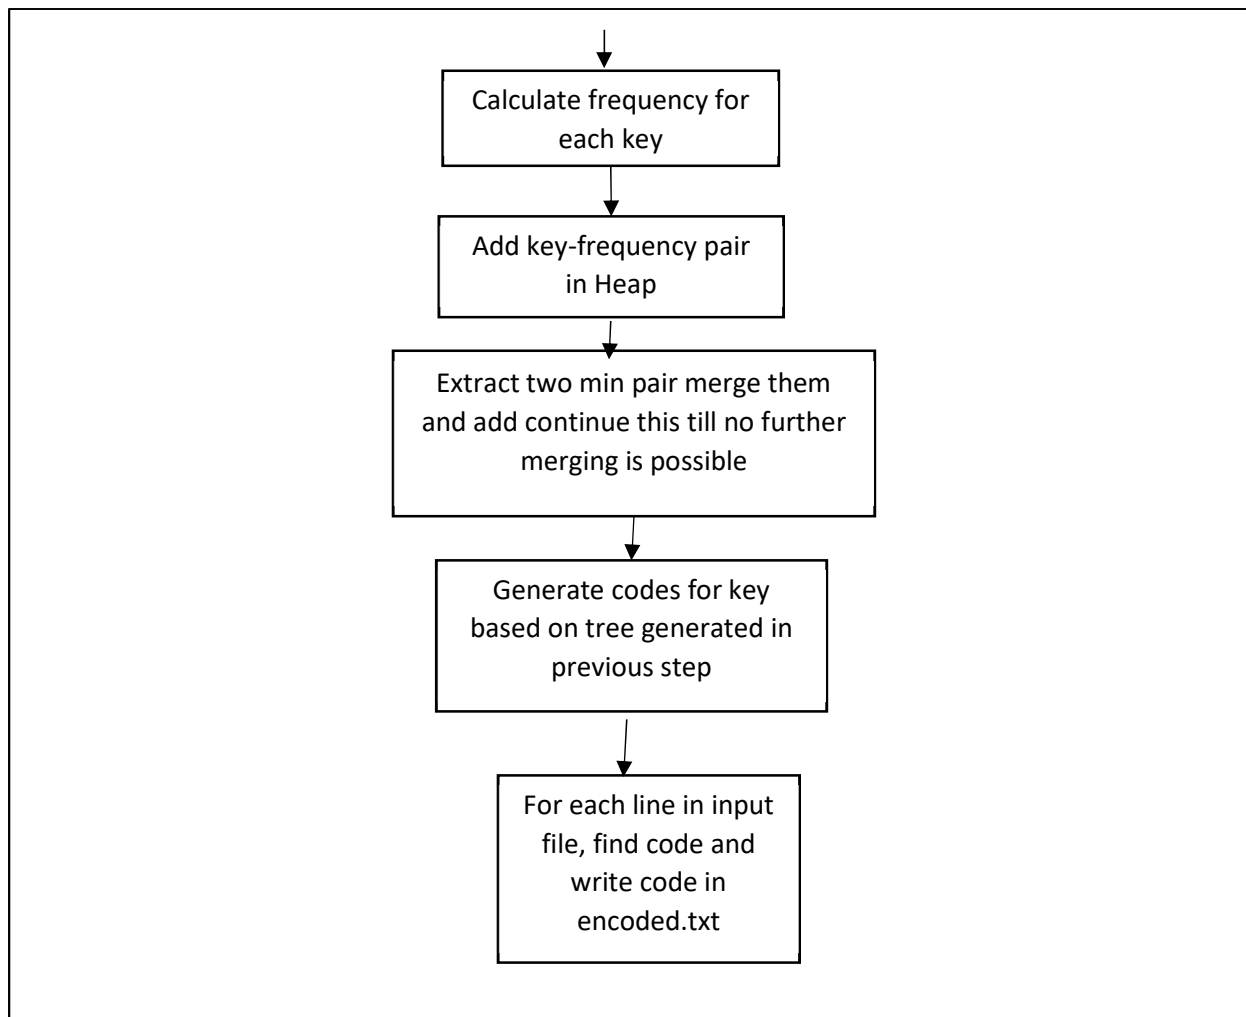 Calculate frequency for
each key
Add key-frequency pair
in Heap
Extract two min pair merge them
and add continue this till no further
merging is possible
Generate codes for key
based on tree generated in
previous step
For each line in input
file, find code and
write code in
encoded.txt